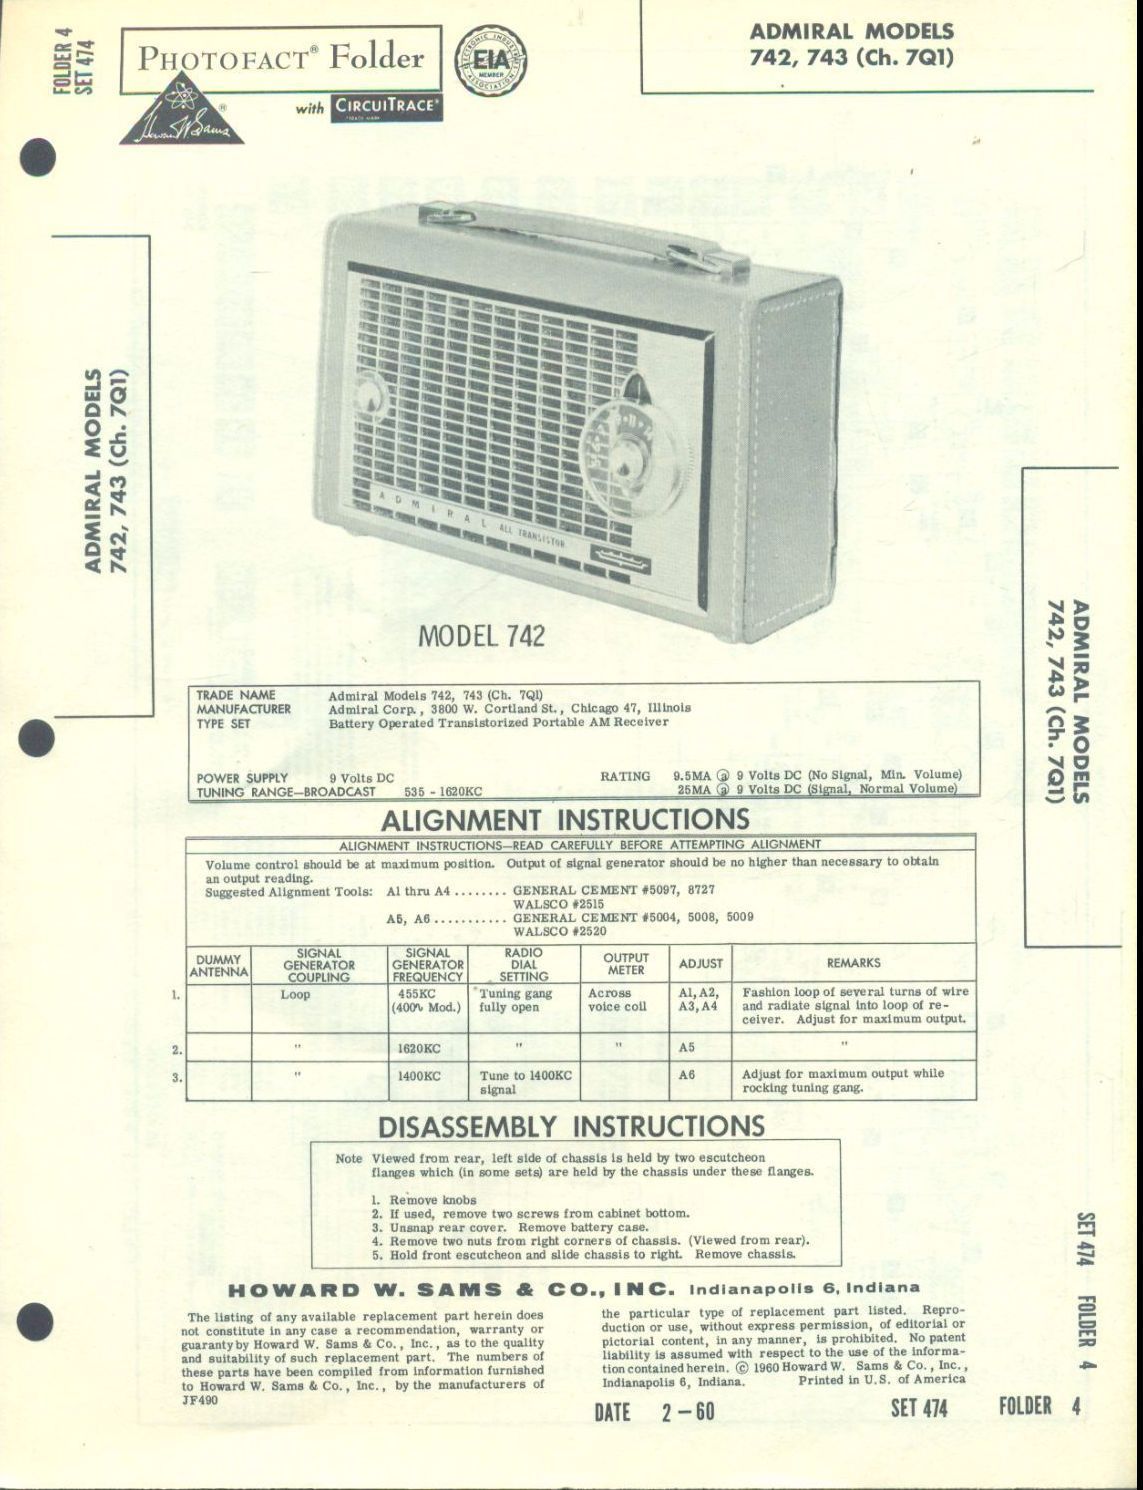 FOLDER 4
SET 474
PHOTOFACT® Folder
with CIRCUITRACE®
TRADE MARK
Howard W Sams
®
ELECTRONIC INDUSTRIES
EIA
MEMBER
ASSOCIATION
ADMIRAL MODELS
742, 743 (Ch. 7Q1)
ADMIRAL MODELS
742, 743 (Ch. 7Q1)
ADMIRAL ALL TRANSISTOR
MODEL 742
ADMIRAL MODELS
742, 743 (Ch. 7Q1)
TRADE NAME Admiral Models 742, 743 (Ch. 7Q1)
MANUFACTURER Admiral Corp., 3800 W. Cortland St., Chicago 47, Illinois
TYPE SET Battery Operated Transistorized Portable AM Receiver
POWER SUPPLY 9 Volts DC RATING 9.5MA @ 9 Volts DC (No Signal, Min. Volume)
TUNING RANGE—BROADCAST 535 - 1620KC 25MA @ 9 Volts DC (Signal, Normal Volume)
ALIGNMENT INSTRUCTIONS
ALIGNMENT INSTRUCTIONS—READ CAREFULLY BEFORE ATTEMPTING ALIGNMENT
Volume control should be at maximum position. Output of signal generator should be no higher than necessary to obtain
an output reading.
Suggested Alignment Tools: A1 thru A4 ........ GENERAL CEMENT #5097, 8727
WALSCO #2515
A5, A6 ........... GENERAL CEMENT #5004, 5008, 5009
WALSCO #2520
DUMMY ANTENNA SIGNAL GENERATOR COUPLING SIGNAL GENERATOR FREQUENCY RADIO DIAL SETTING OUTPUT METER ADJUST REMARKS
1. Loop 455KC (400~ Mod.) Tuning gang fully open Across voice coil A1, A2, A3, A4 Fashion loop of several turns of wire and radiate signal into loop of re- ceiver. Adjust for maximum output.
2. " 1620KC " " A5 "
3. " 1400KC Tune to 1400KC signal A6 Adjust for maximum output while rocking tuning gang.
DISASSEMBLY INSTRUCTIONS
Note Viewed from rear, left side of chassis is held by two escutcheon
flanges which (in some sets) are held by the chassis under these flanges.
1. Remove knobs
2. If used, remove two screws from cabinet bottom.
3. Unsnap rear cover. Remove battery case.
4. Remove two nuts from right corners of chassis. (Viewed from rear).
5. Hold front escutcheon and slide chassis to right. Remove chassis.
HOWARD W. SAMS & CO., INC. Indianapolis 6, Indiana
The listing of any available replacement part herein does
not constitute in any case a recommendation, warranty or
guaranty by Howard W. Sams & Co., Inc., as to the quality
and suitability of such replacement part. The numbers of
these parts have been compiled from information furnished
to Howard W. Sams & Co., Inc., by the manufacturers of
JF490
the particular type of replacement part listed. Repro-
duction or use, without express permission, of editorial or
pictorial content, in any manner, is prohibited. No patent
liability is assumed with respect to the use of the informa-
tion contained herein. © 1960 Howard W. Sams & Co., Inc.,
Indianapolis 6, Indiana. Printed in U.S. of America
DATE 2-60 SET 474 FOLDER 4
SET 474 FOLDER 4